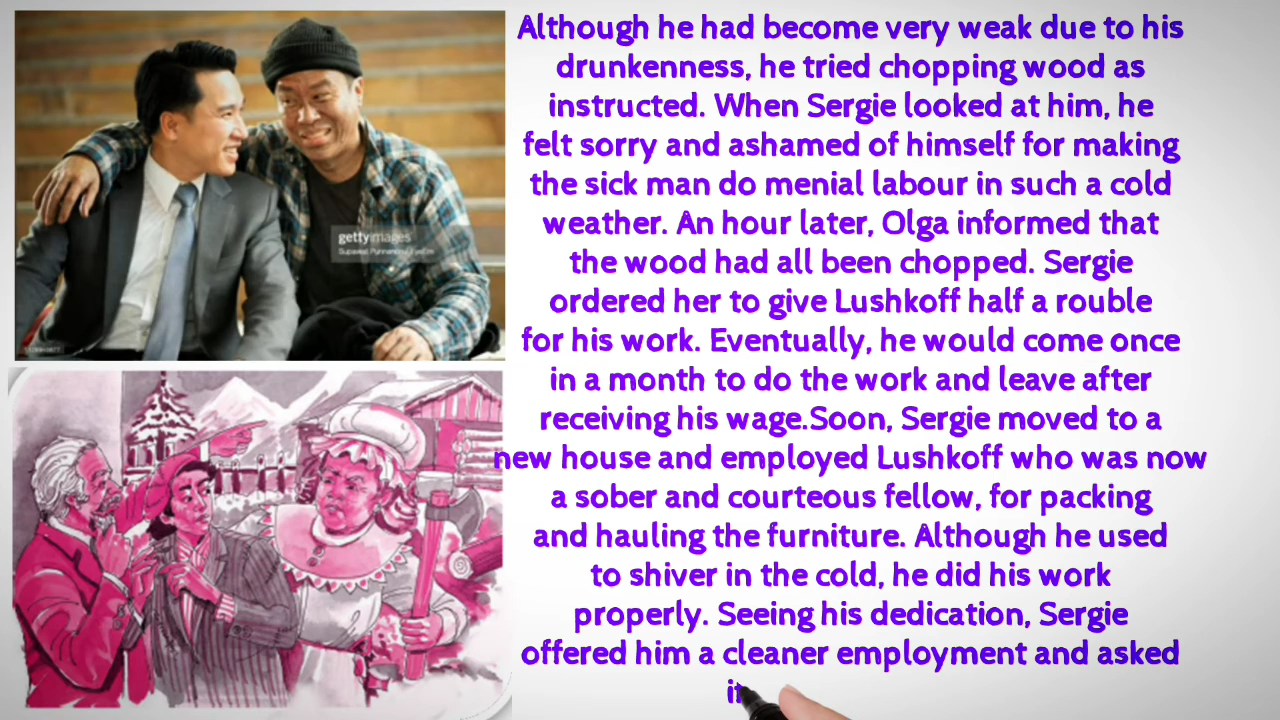 Although he had become very weak due to his
drunkenness, he tried chopping wood as
instructed. When Sergie looked at him, he
felt sorry and ashamed of himself for making
the sick man do menial labour in such a cold
weather. An hour later, Olga informed that
the wood had all been chopped. Sergie
ordered her to give Lushkoff half a rouble
for his work. Eventually, he would come once
in a month to do the work and leave after
receiving his wage.Soon, Sergie moved to a
new house and employed Lushkoff who was now
a sober and courteous fellow, for packing
and hauling the furniture. Although he used
to shiver in the cold, he did his work
properly. Seeing his dedication, Sergie
offered him a cleaner employment and asked
gettyimages